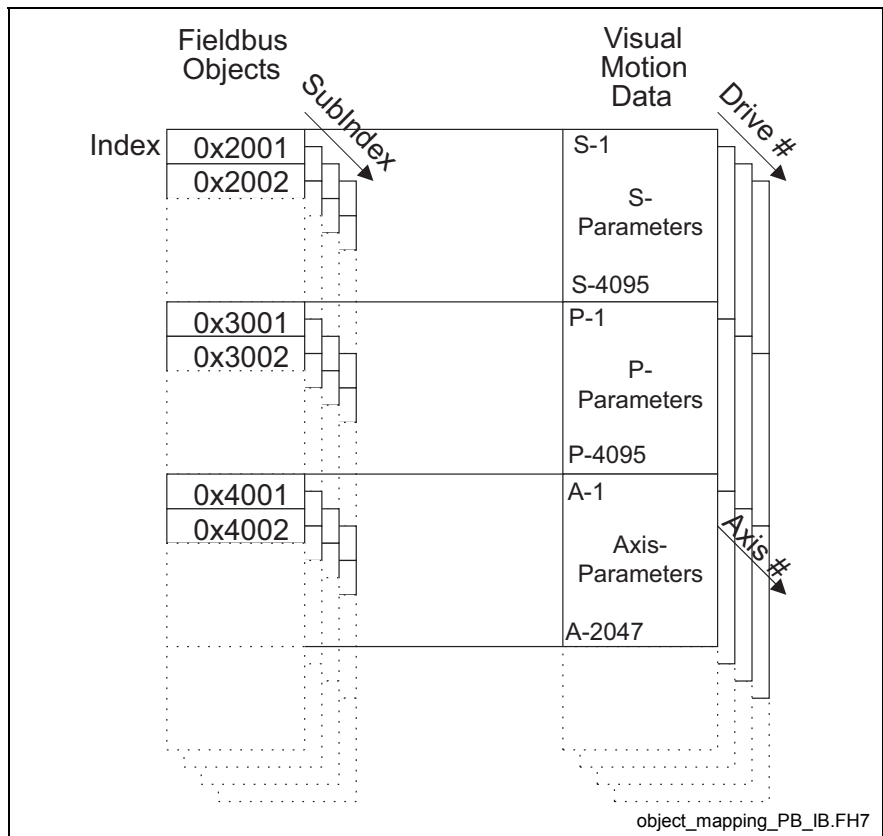 Fieldbus
Objects
Visual
Motion
Data
SubIndex
Drive #
Index
0x2001
0x2002
S-1
S-
Parameters
S-4095
0x3001
0x3002
P-1
P-
Parameters
P-4095
0x4001
0x4002
A-1
Axis-
Parameters
A-2047
Axis #
object_mapping_PB_IB.FH7